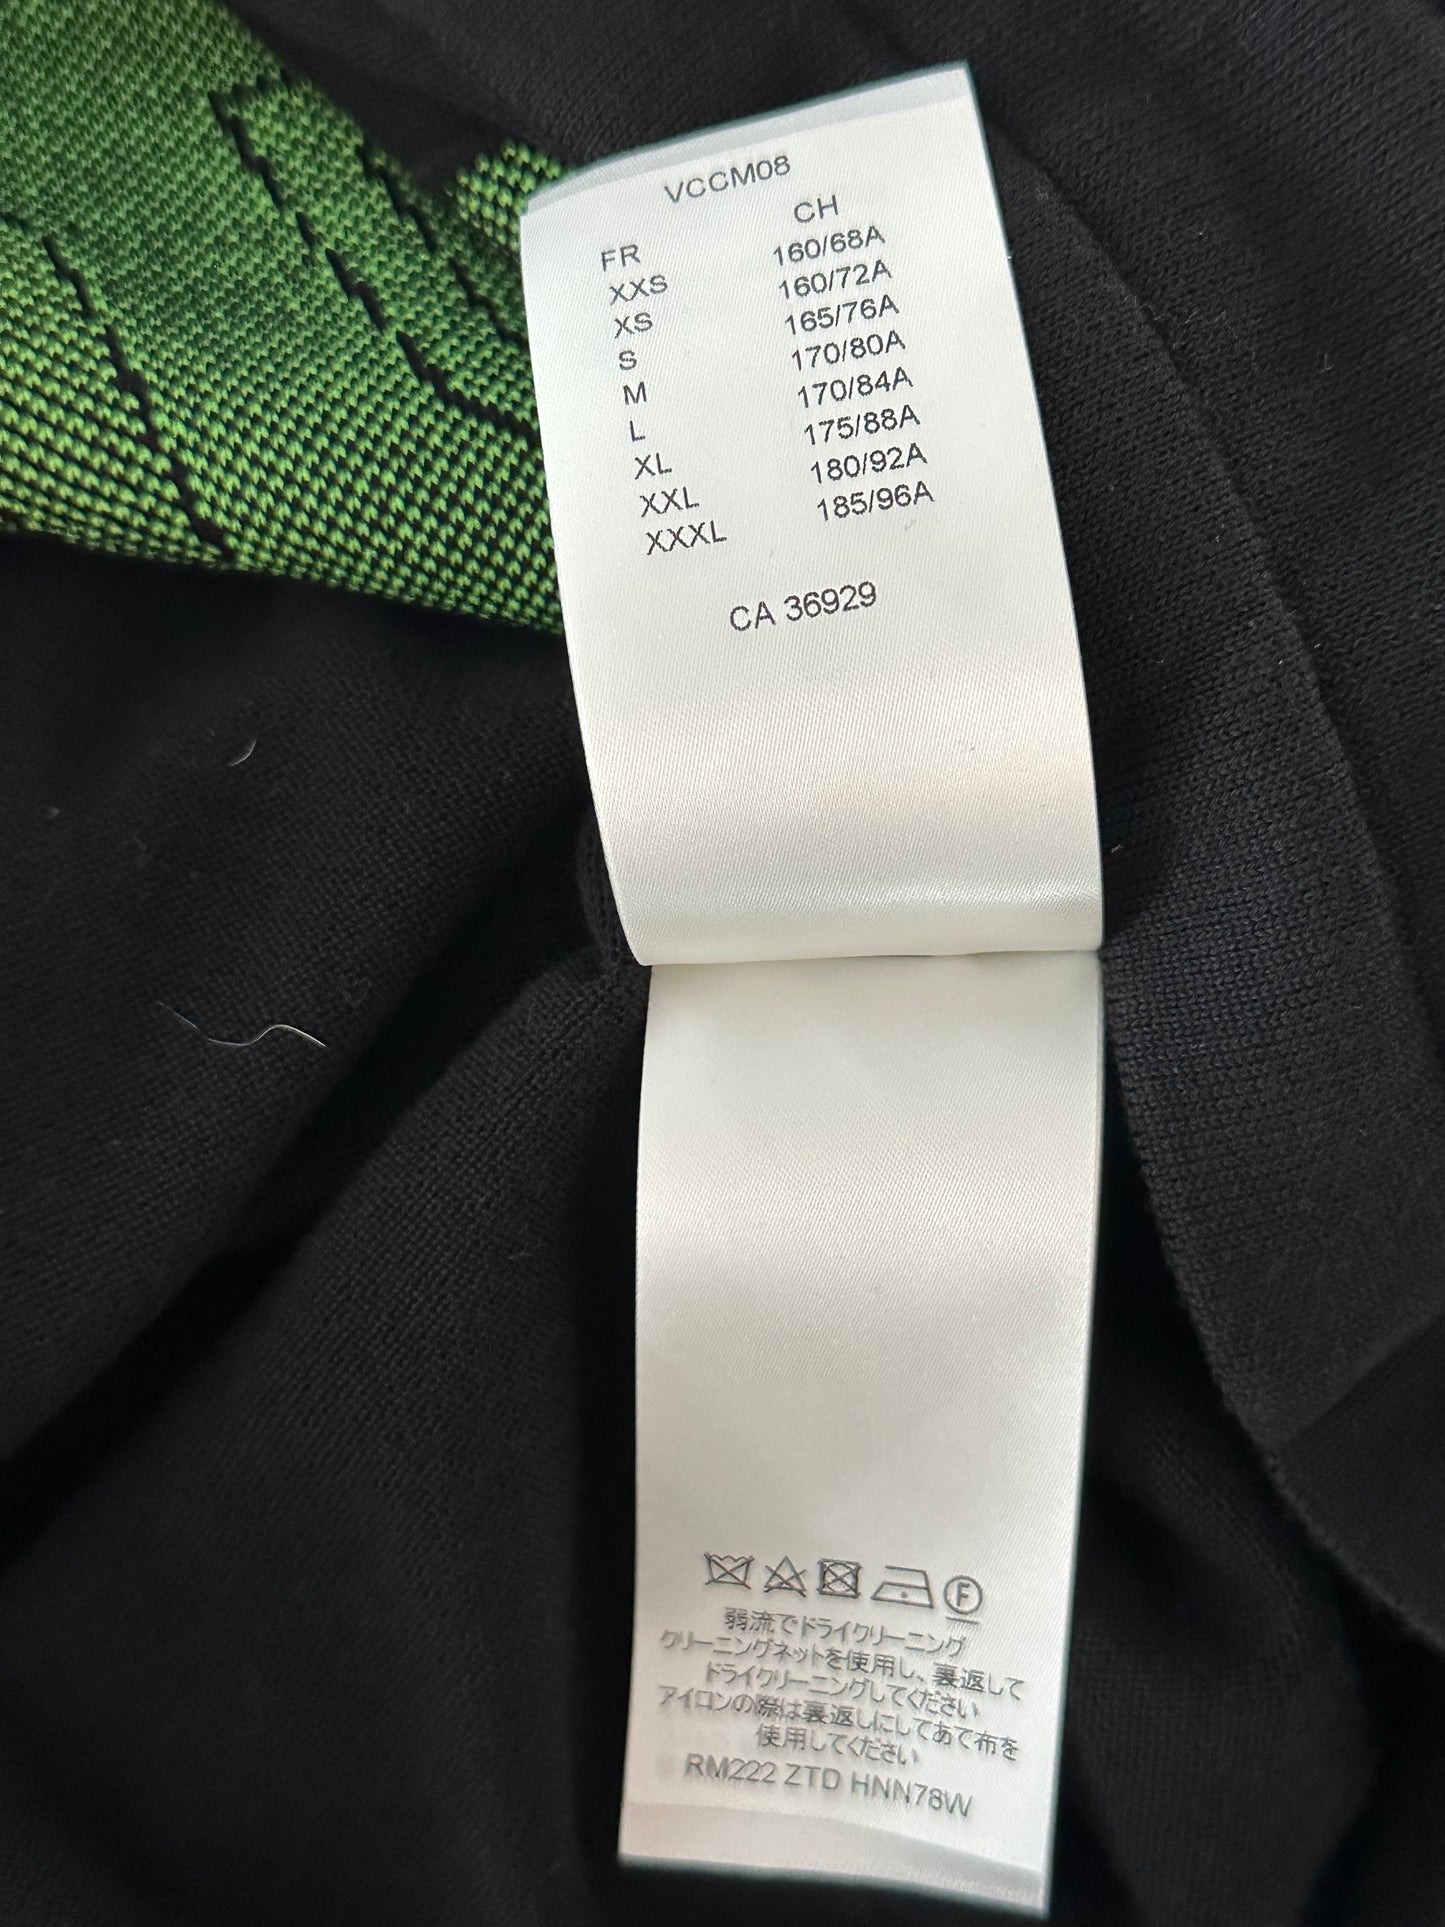 VCCM08
FR CH
XXS 160/68A
XS 160/72A
S 165/76A
M 170/80A
L 170/84A
XL 175/88A
XXL 180/92A
XXXL 185/96A
CA 36929
F
弱流でドライクリーニング
クリーニングネットを使用し、裏返して
ドライクリーニングしてください
アイロンの際は裏返しにしてあて布を
使用してください
RM222 ZTD HNN78W